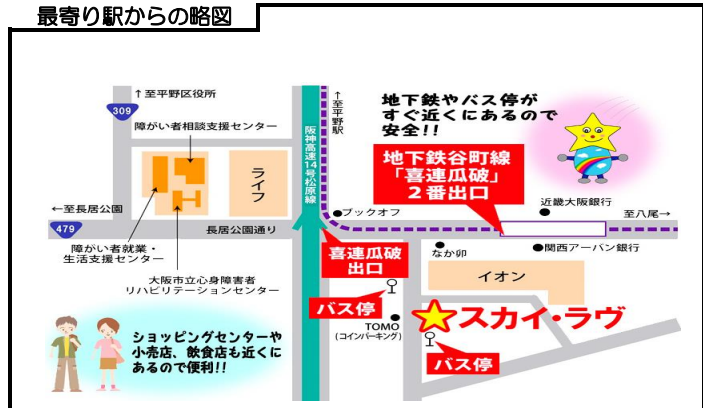 最寄り駅からの略図
↑至平野区役所
309
障がい者相談支援センター
ライフ
阪神高速14号松原線
↑至平野駅
地下鉄やバス停が
すぐ近くにあるので
安全!!
地下鉄谷町線
「喜連瓜破」
2番出口
近畿大阪銀行
至八尾→
←至長居公園
479
長居公園通り
ブックオフ
障がい者就業・
生活支援センター
大阪市立心身障害者
リハビリテーションセンター
喜連瓜破
出口
なか卯
関西アーバン銀行
イオン
バス停
TOMO
(コインパーキング)
スカイ・ラヴ
バス停
ショッピングセンターや
小売店、飲食店も近くに
あるので便利!!